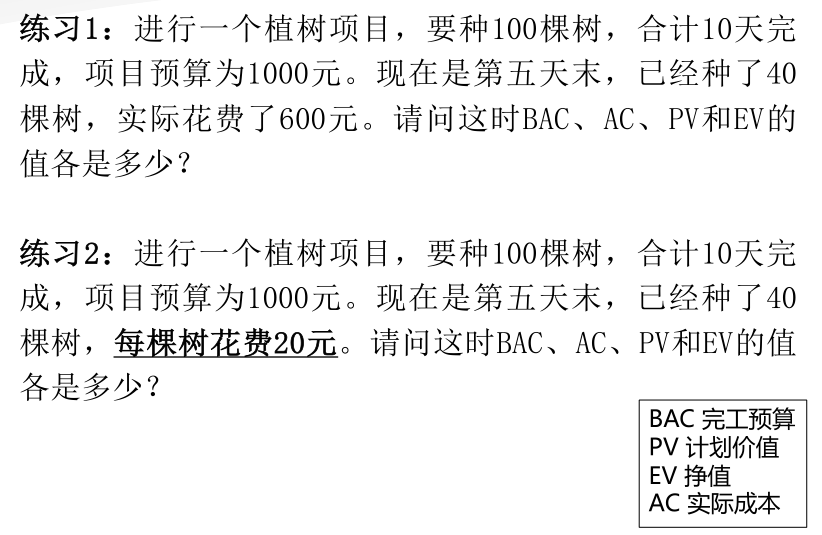 练习1：进行一个植树项目，要种100棵树，合计10天完
成，项目预算为1000元。现在是第五天末，已经种了40
棵树，实际花费了600元。请问这时BAC、AC、PV和EV的
值各是多少？
练习2：进行一个植树项目，要种100棵树，合计10天完
成，项目预算为1000元。现在是第五天末，已经种了40
棵树，每棵树花费20元。请问这时BAC、AC、PV和EV的值
各是多少？
BAC 完工预算
PV 计划价值
EV 挣值
AC 实际成本